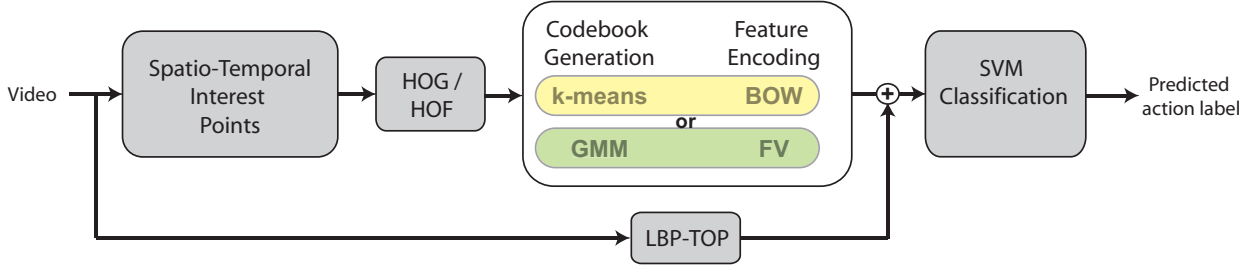 Video
Spatio-Temporal
Interest
Points
HOG /
HOF
Codebook
Generation
Feature
Encoding
k-means
BOW
or
GMM
FV
+
SVM
Classification
Predicted
action label
LBP-TOP